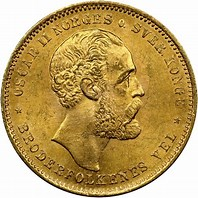 OSCAR II NORGES O. SVER. KONGE
BRODERFOLKENES VEL